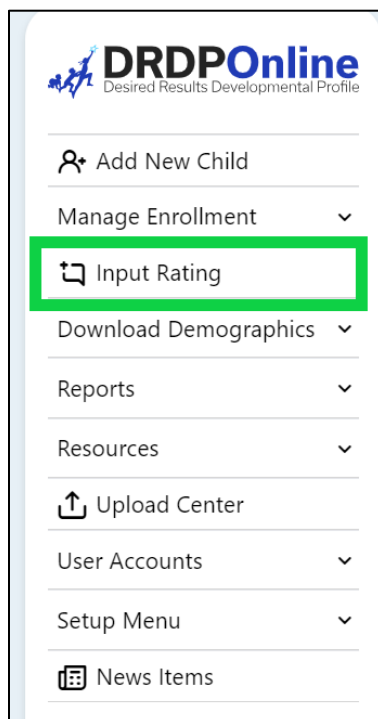 DRDPOnline
Desired Results Developmental Profile
Add New Child
Manage Enrollment
Input Rating
Download Demographics
Reports
Resources
Upload Center
User Accounts
Setup Menu
News Items